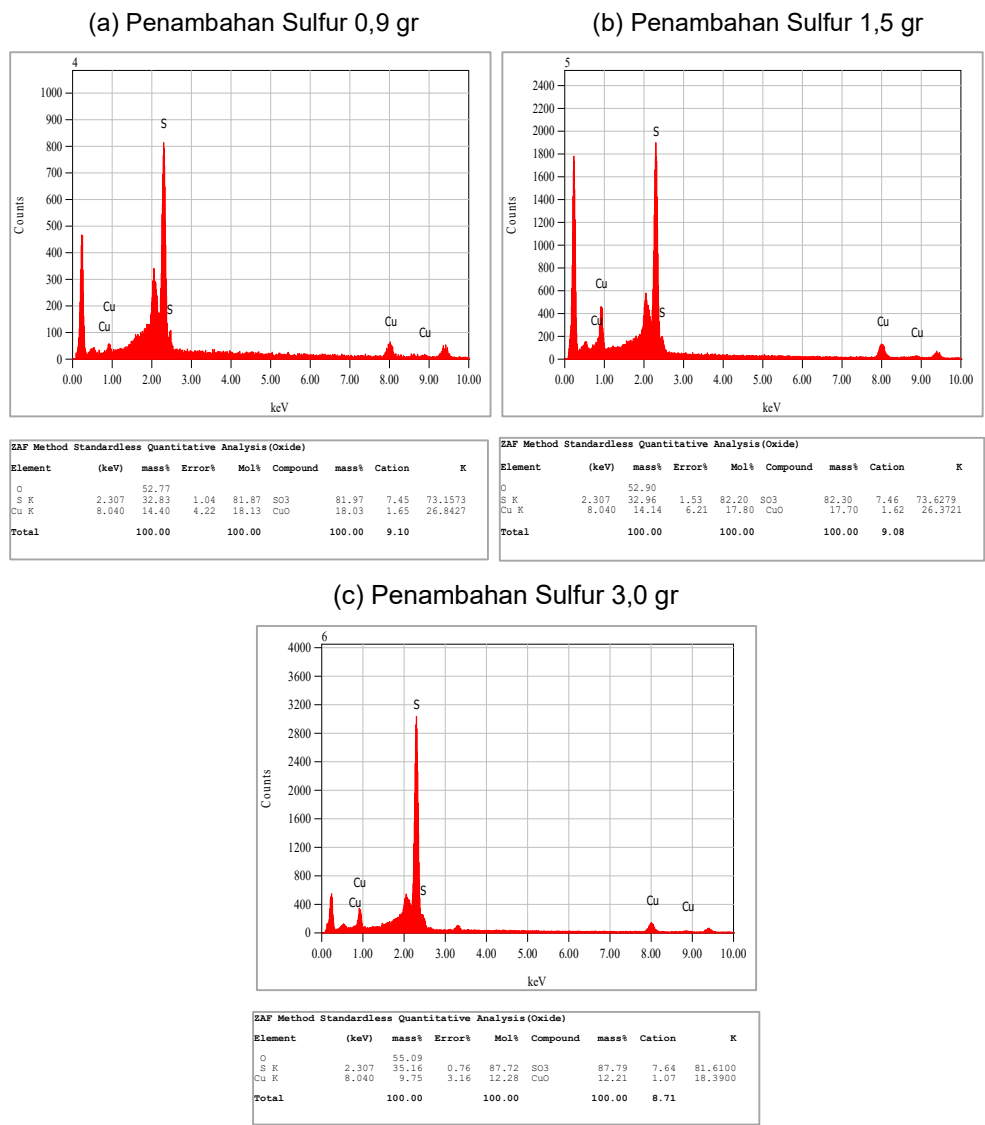 (a) Penambahan Sulfur 0,9 gr
4
1000
900
800
700
600
500
400
300
200
100
0
Counts
S
S
Cu
Cu
Cu
Cu
0.00 1.00 2.00 3.00 4.00 5.00 6.00 7.00 8.00 9.00 10.00
keV
ZAF Method Standardless Quantitative Analysis(Oxide)
Element (keV) mass% Error% Mol% Compound mass% Cation K
O 52.77
S K 2.307 32.83 1.04 81.87 SO3 81.97 7.45 73.1573
Cu K 8.040 14.40 4.22 18.13 CuO 18.03 1.65 26.8427
Total 100.00 100.00 100.00 9.10
(b) Penambahan Sulfur 1,5 gr
5
2400
2200
2000
1800
1600
1400
1200
1000
800
600
400
200
0
Counts
S
S
Cu
Cu
Cu
Cu
0.00 1.00 2.00 3.00 4.00 5.00 6.00 7.00 8.00 9.00 10.00
keV
ZAF Method Standardless Quantitative Analysis(Oxide)
Element (keV) mass% Error% Mol% Compound mass% Cation K
O 52.90
S K 2.307 32.96 1.53 82.20 SO3 82.30 7.46 73.6279
Cu K 8.040 14.14 6.21 17.80 CuO 17.70 1.62 26.3721
Total 100.00 100.00 100.00 9.08
(c) Penambahan Sulfur 3,0 gr
6
4000
3600
3200
2800
2400
2000
1600
1200
800
400
0
Counts
S
S
Cu
Cu
Cu
Cu
0.00 1.00 2.00 3.00 4.00 5.00 6.00 7.00 8.00 9.00 10.00
keV
ZAF Method Standardless Quantitative Analysis(Oxide)
Element (keV) mass% Error% Mol% Compound mass% Cation K
O 55.09
S K 2.307 35.16 0.76 87.72 SO3 87.79 7.64 81.6100
Cu K 8.040 9.75 3.16 12.28 CuO 12.21 1.07 18.3900
Total 100.00 100.00 100.00 8.71